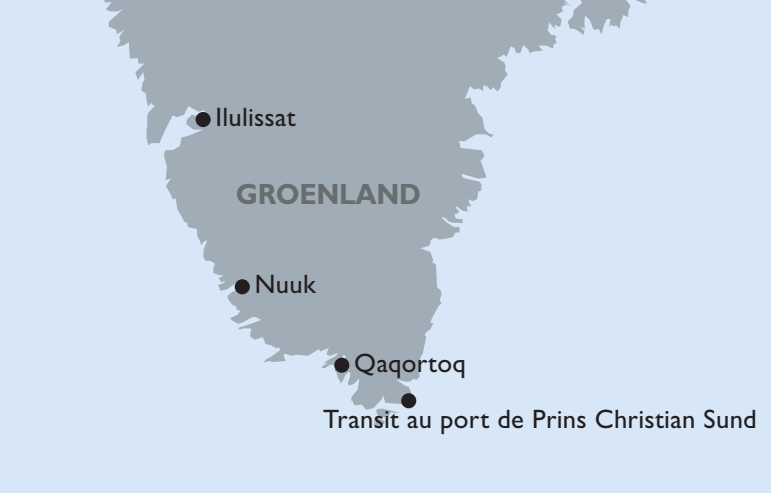 Ilulissat
GROENLAND
Nuuk
Qaqortoq
Transit au port de Prins Christian Sund